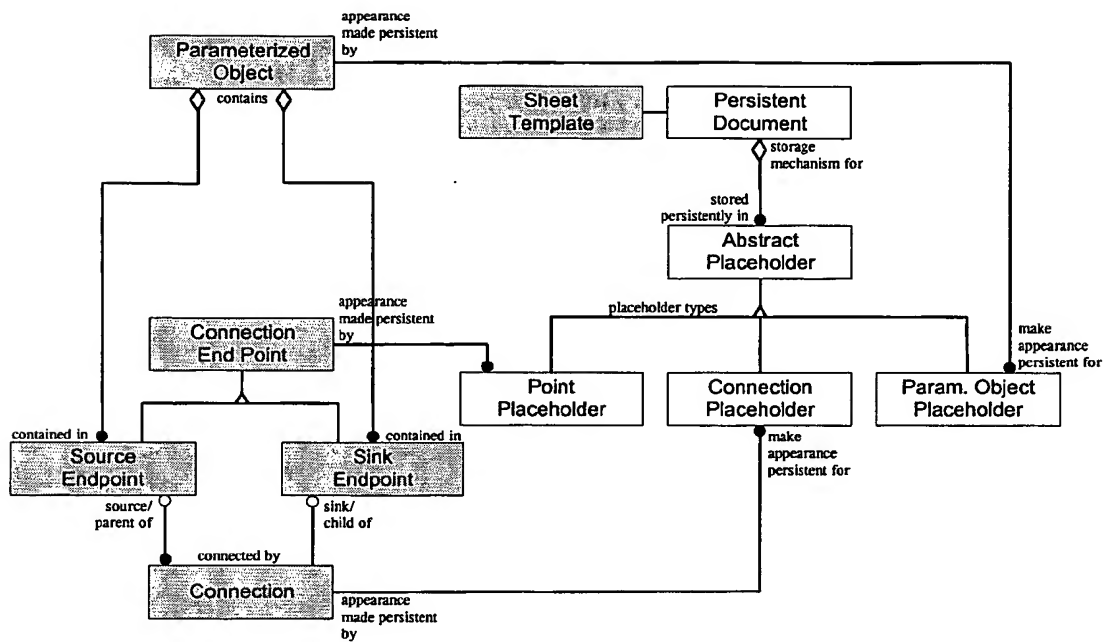 appearance
made persistent
by
Parameterized
Object
contains
Sheet
Template
Persistent
Document
storage
mechanism for
stored
persistently in
Abstract
Placeholder
placeholder types
appearance
made persistent
by
Connection
End Point
make
appearance
persistent for
Point
Placeholder
Connection
Placeholder
Param. Object
Placeholder
contained in
contained in
Source
Endpoint
Sink
Endpoint
make
appearance
persistent for
source/
parent of
sink/
child of
connected by
Connection
appearance
made persistent
by